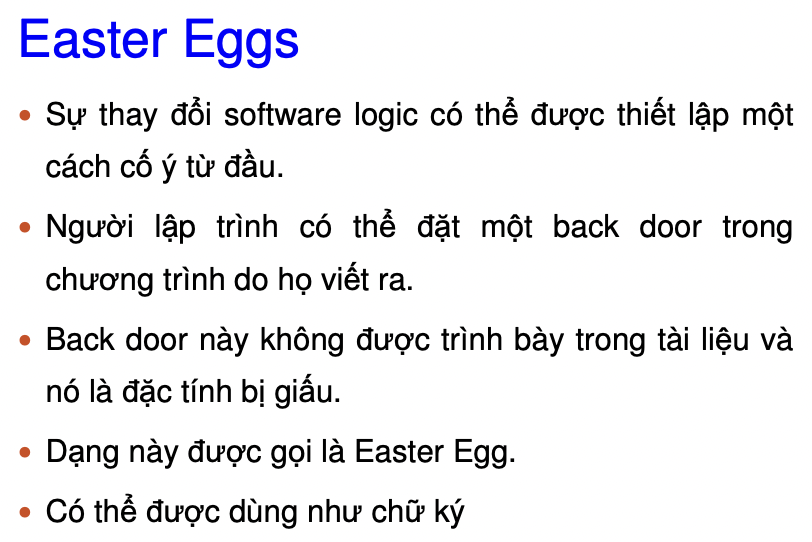 Easter Eggs
• Sự thay đổi software logic có thể được thiết lập một
cách cố ý từ đầu.
• Người lập trình có thể đặt một back door trong
chương trình do họ viết ra.
• Back door này không được trình bày trong tài liệu và
nó là đặc tính bị giấu.
• Dạng này được gọi là Easter Egg.
• Có thể được dùng như chữ ký